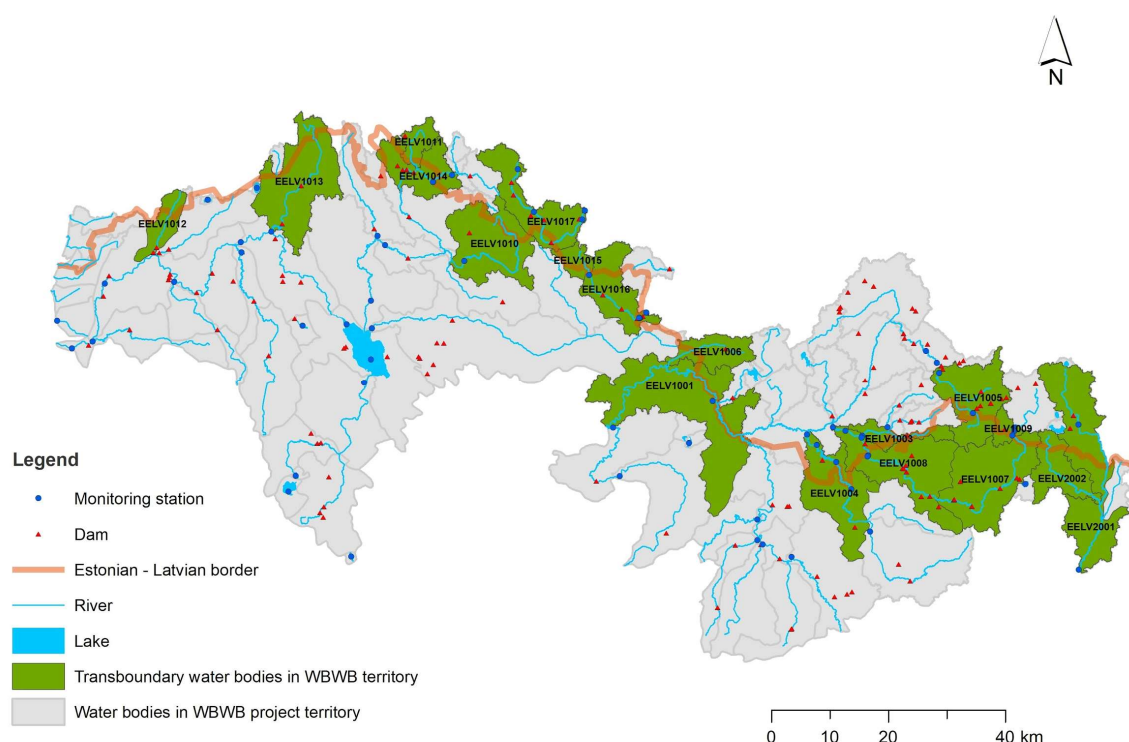 N
EELV1011
EELV1014
EELV1013
EELV1012
EELV1017
EELV1010
EELV1015
EELV1016
EELV1006
EELV1001
EELV1005
EELV1009
EELV1003
EELV1008
EELV1007
EELV2002
EELV1004
EELV2001
Legend
Monitoring station
Dam
Estonian - Latvian border
River
Lake
Transboundary water bodies in WBWB territory
Water bodies in WBWB project territory
0 10 20 40 km